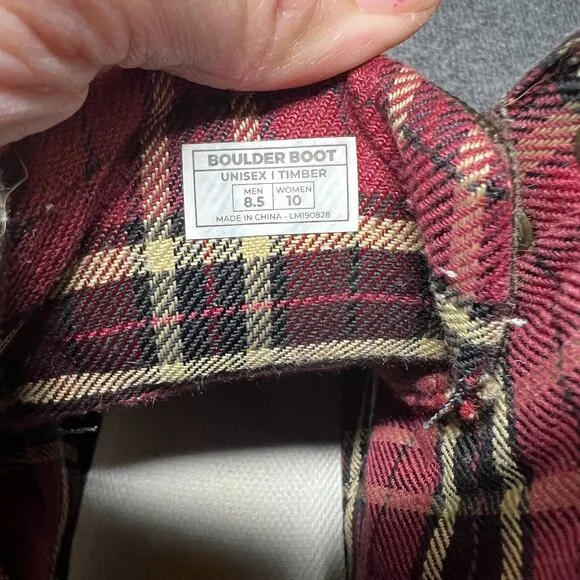 BOULDER BOOT
UNISEX | TIMBER
MEN 8.5 WOMEN 10
MADE IN CHINA - LM190828